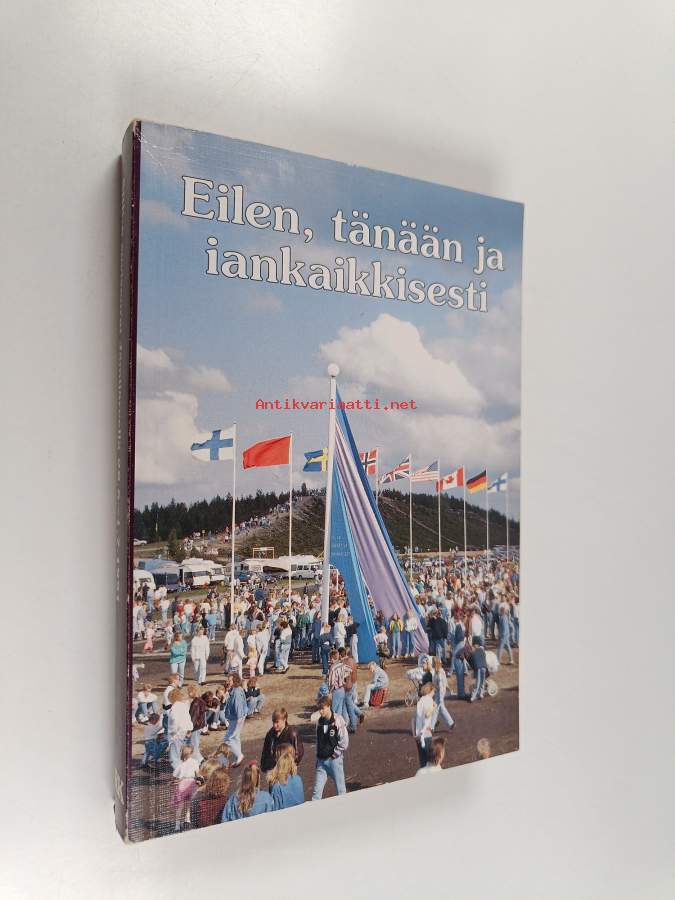 Eilen, tänään ja
iankaikkisesti
Antikvariaatti.net